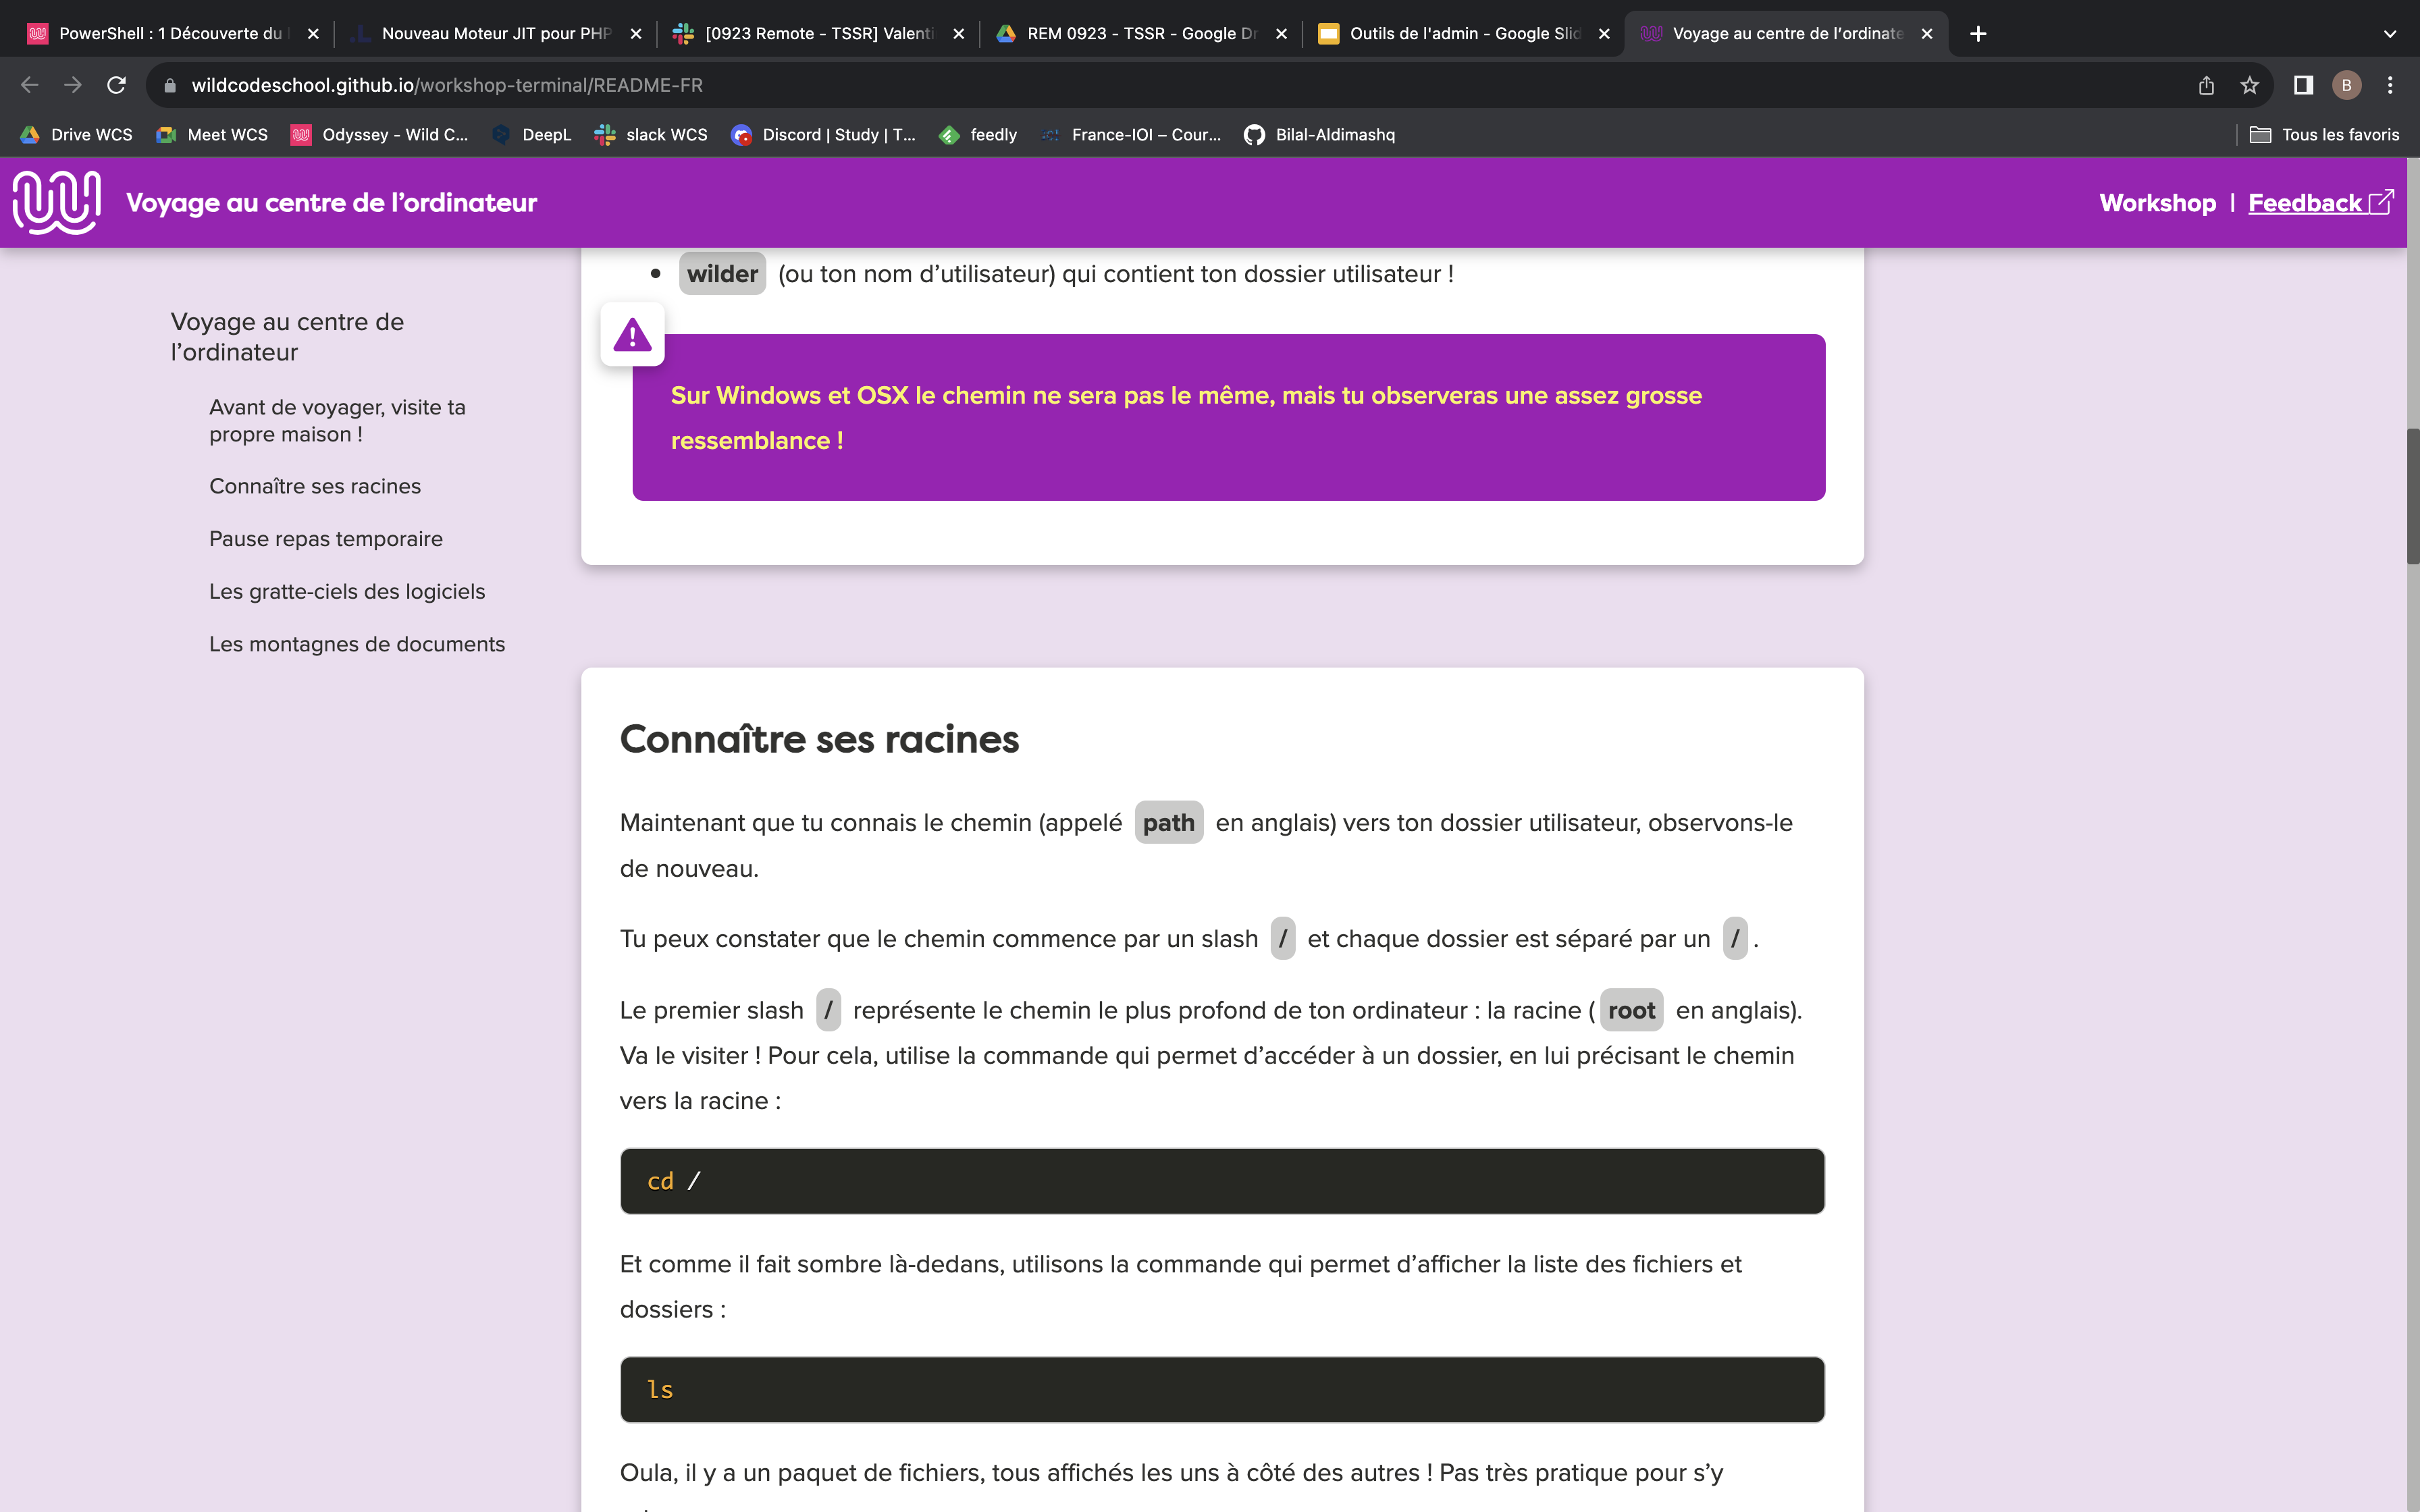 PowerShell : 1 Découverte du
Nouveau Moteur JIT pour PHP
[0923 Remote - TSSR] Valenti
REM 0923 - TSSR - Google Dr
Outils de l'admin - Google Slid
Voyage au centre de l'ordinate
wildcodeschool.github.io/workshop-terminal/README-FR
B
Drive WCS
Meet WCS
Odyssey - Wild C...
DeepL
slack WCS
Discord | Study | T...
feedly
France-IOI – Cour...
Bilal-Aldimashq
Tous les favoris
Voyage au centre de l’ordinateur
Workshop | Feedback
Voyage au centre de
l’ordinateur
Avant de voyager, visite ta
propre maison !
Connaître ses racines
Pause repas temporaire
Les gratte-ciels des logiciels
Les montagnes de documents
wilder (ou ton nom d’utilisateur) qui contient ton dossier utilisateur !
Sur Windows et OSX le chemin ne sera pas le même, mais tu observeras une assez grosse
ressemblance !
Connaître ses racines
Maintenant que tu connais le chemin (appelé path en anglais) vers ton dossier utilisateur, observons-le
de nouveau.
Tu peux constater que le chemin commence par un slash / et chaque dossier est séparé par un / .
Le premier slash / représente le chemin le plus profond de ton ordinateur : la racine ( root en anglais).
Va le visiter ! Pour cela, utilise la commande qui permet d’accéder à un dossier, en lui précisant le chemin
vers la racine :
cd /
Et comme il fait sombre là-dedans, utilisons la commande qui permet d’afficher la liste des fichiers et
dossiers :
ls
Oula, il y a un paquet de fichiers, tous affichés les uns à côté des autres ! Pas très pratique pour s’y